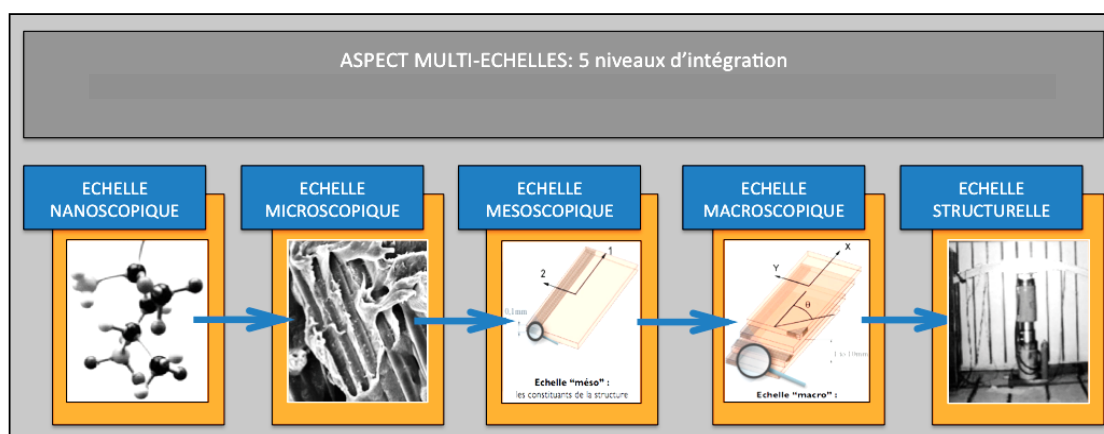 ASPECT MULTI-ECHELLES: 5 niveaux d'intégration
ECHELLE
NANOSCOPIQUE
ECHELLE
MICROSCOPIQUE
ECHELLE
MESOSCOPIQUE
ECHELLE
MACROSCOPIQUE
ECHELLE
STRUCTURELLE
1
2
0,1mm
Echelle "méso" :
les constituants de la structure
X
Y
θ
Echelle "macro" :